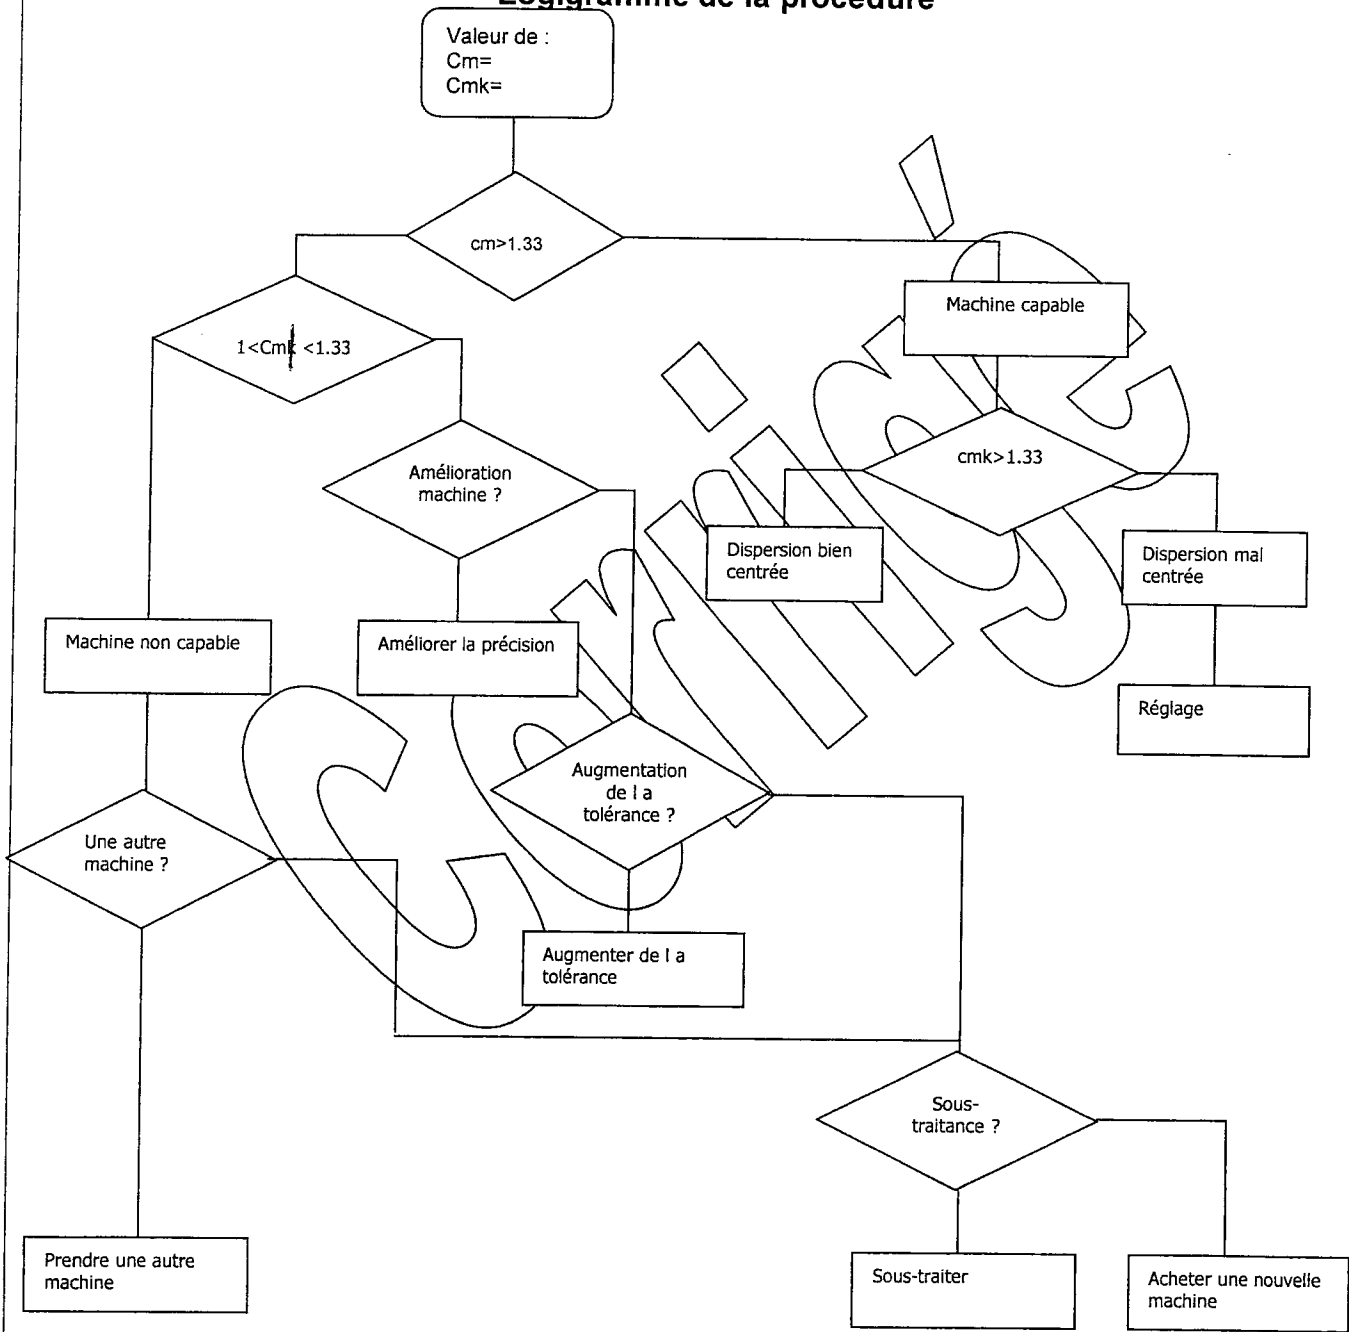 Logigramme de la procédure
Valeur de :
Cm=
Cmk=
cm>1.33
Machine capable
1<Cmk <1.33
cmk>1.33
Amélioration
machine ?
Dispersion bien
centrée
Dispersion mal
centrée
Machine non capable
Améliorer la précision
Réglage
Augmentation
de l a
tolérance ?
Une autre
machine ?
Augmenter de l a
tolérance
Sous-
traitance ?
Prendre une autre
machine
Sous-traiter
Acheter une nouvelle
machine